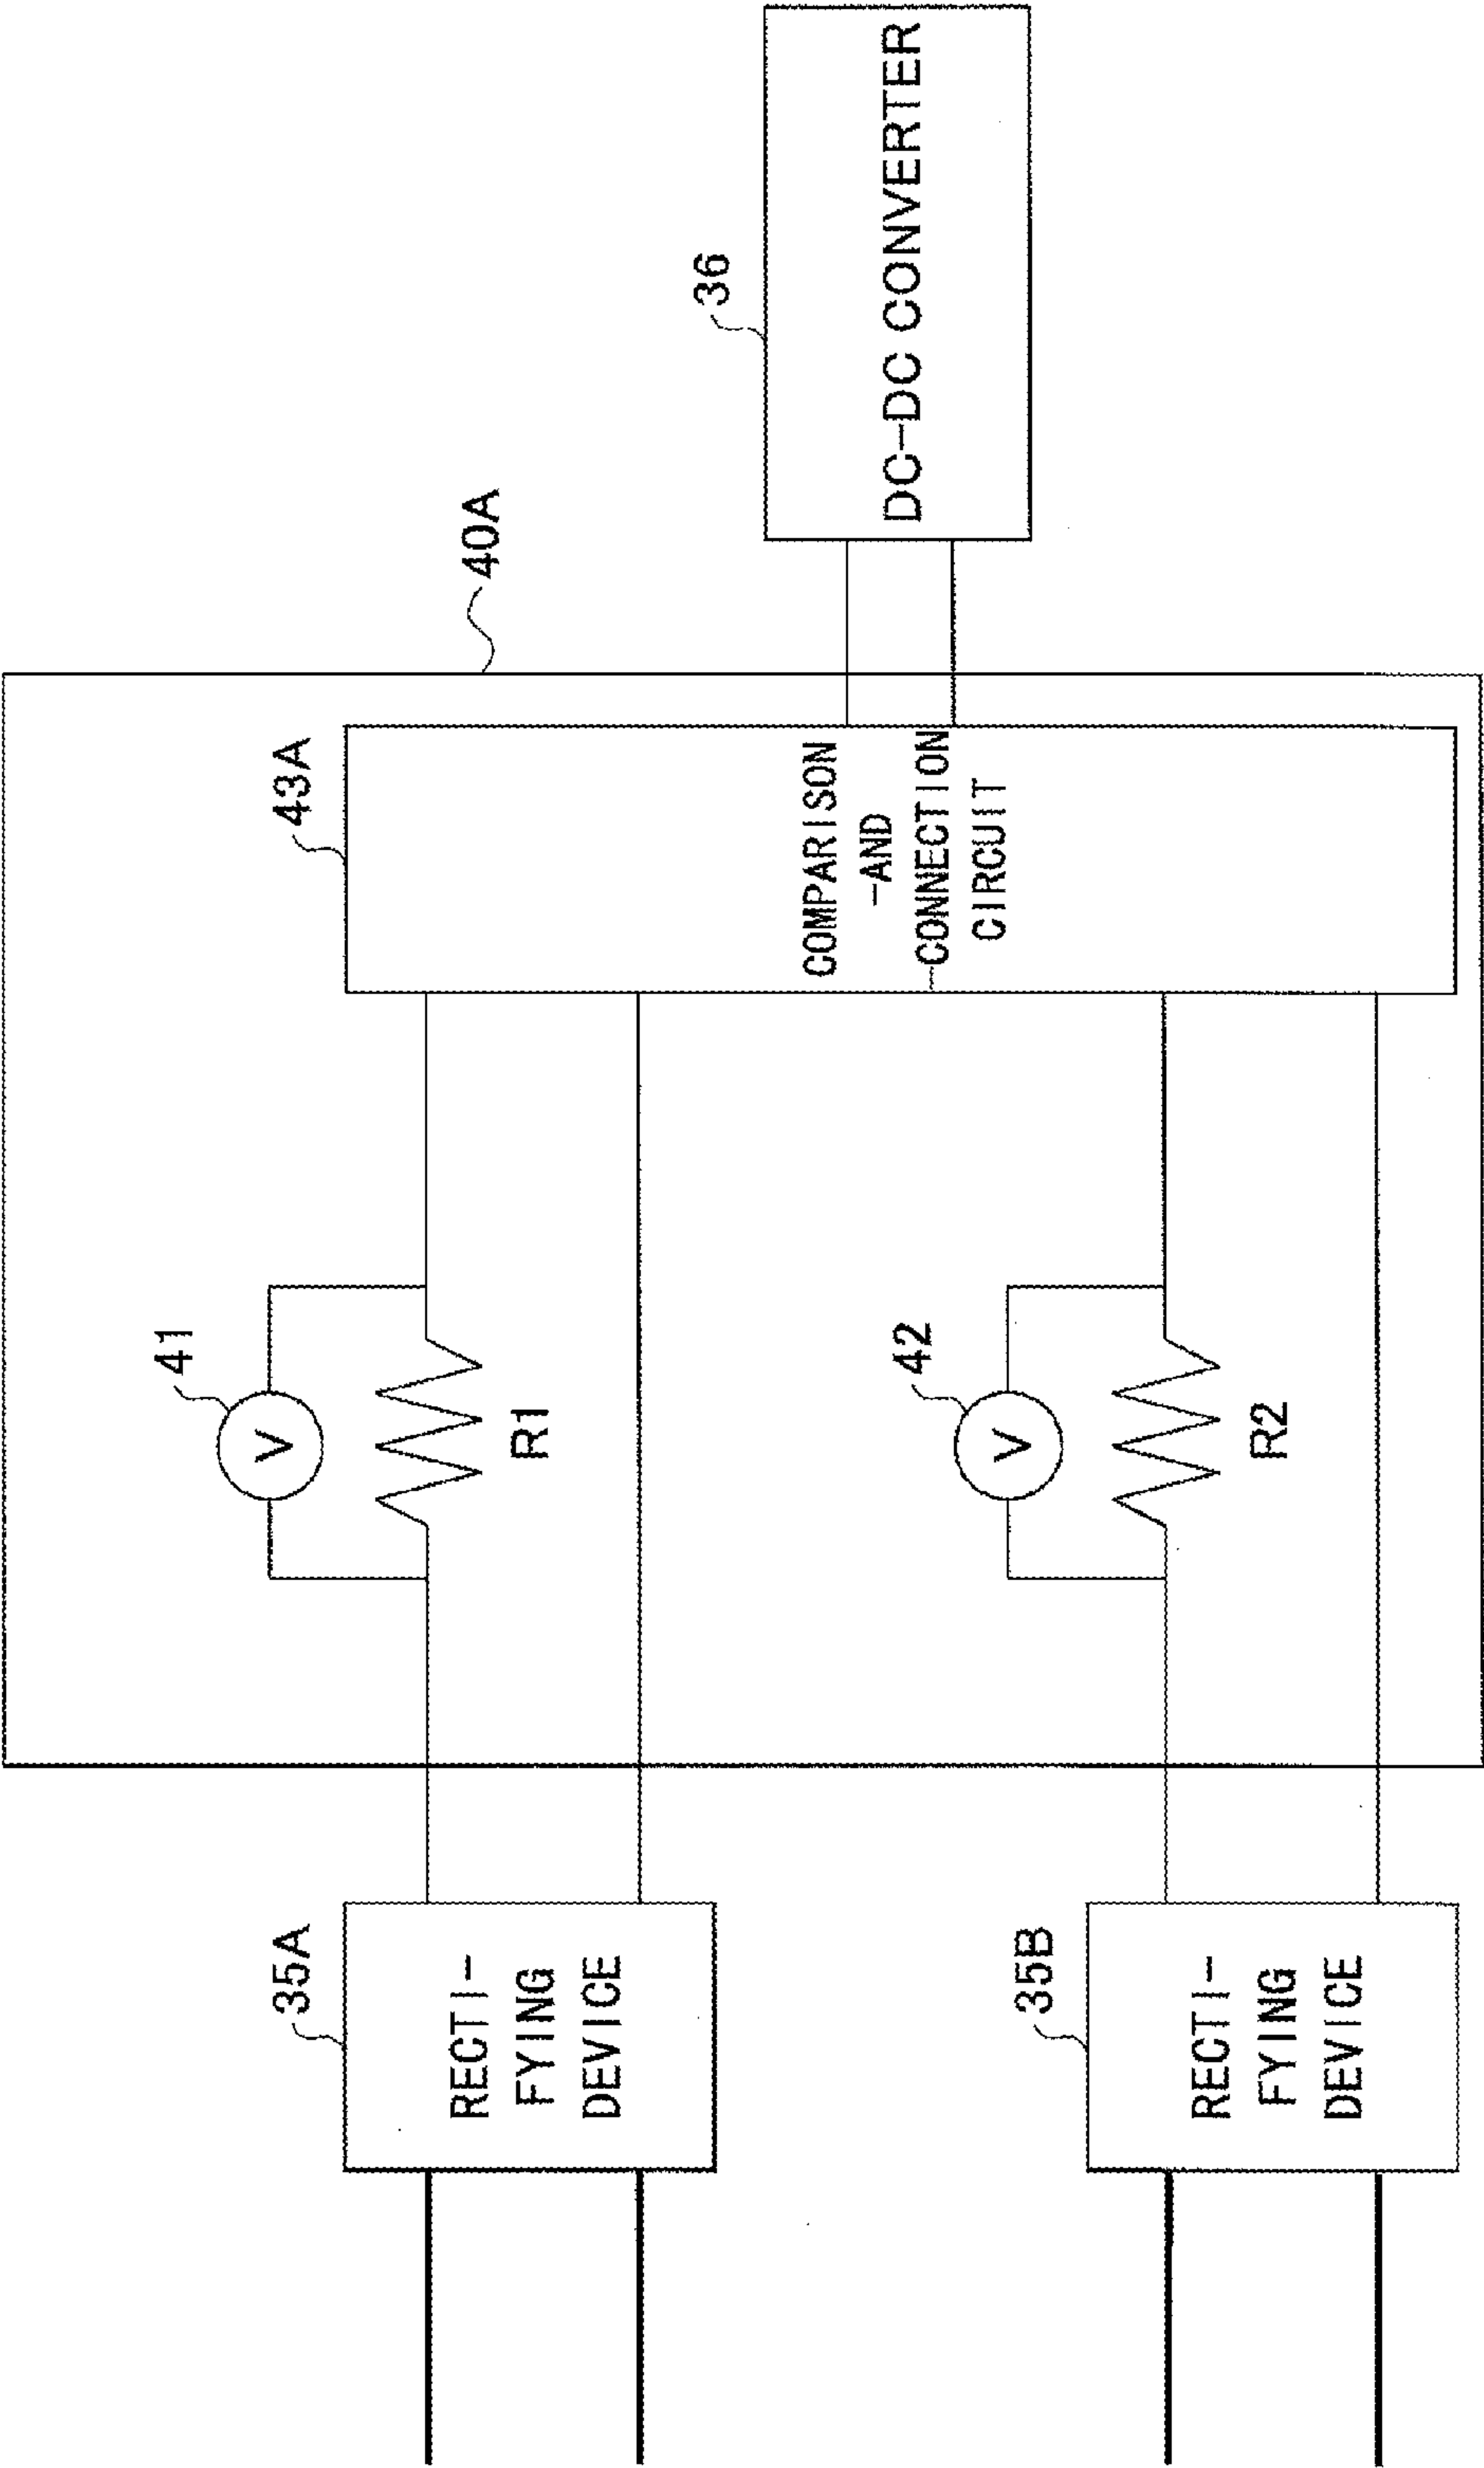 40A
41
43A
35A
RECTI-
FYING
DEVICE
V
R1
36
COMPARISON
-AND
-CONNECTION
CIRCUIT
DC-DC CONVERTER
42
35B
RECTI-
FYING
DEVICE
V
R2